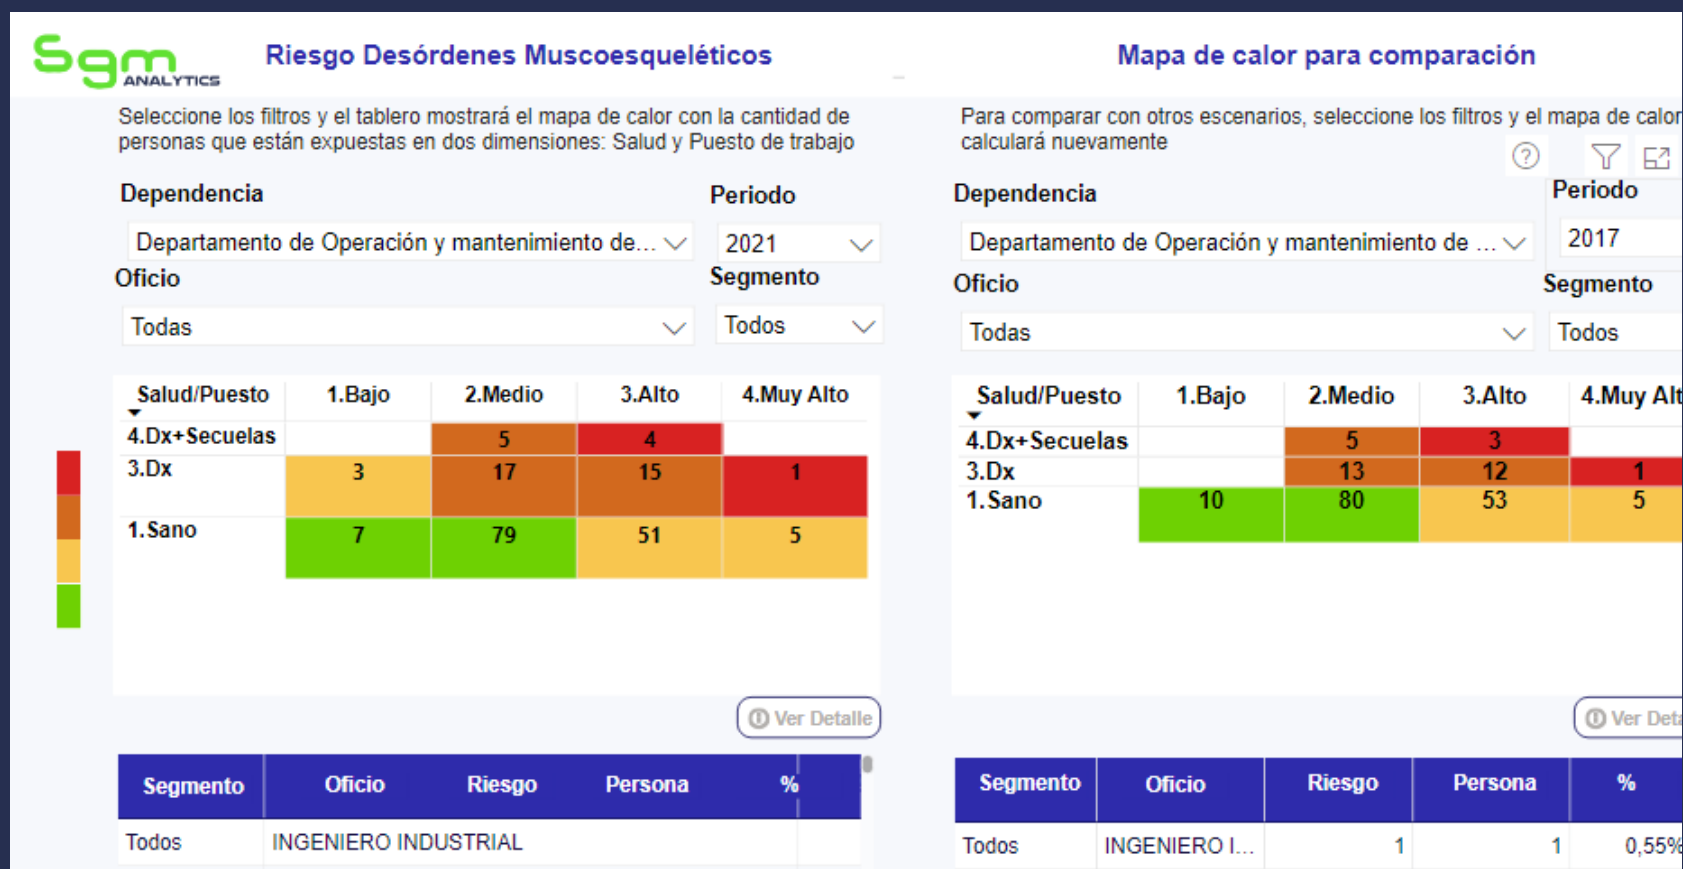 Sgm
ANALYTICS
Riesgo Desórdenes Muscoesqueléticos
Mapa de calor para comparación
Seleccione los filtros y el tablero mostrará el mapa de calor con la cantidad de
personas que están expuestas en dos dimensiones: Salud y Puesto de trabajo
Para comparar con otros escenarios, seleccione los filtros y el mapa de calor
calculará nuevamente
Dependencia
Periodo
Departamento de Operación y mantenimiento de...
2021
Oficio
Segmento
Todas
Todos
Dependencia
Periodo
Departamento de Operación y mantenimiento de ...
2017
Oficio
Segmento
Todas
Todos
Salud/Puesto 1.Bajo 2.Medio 3.Alto 4.Muy Alto
4.Dx+Secuelas 5 4
3.Dx 3 17 15 1
1.Sano 7 79 51 5
Salud/Puesto 1.Bajo 2.Medio 3.Alto 4.Muy Alt
4.Dx+Secuelas 5 3
3.Dx 13 12 1
1.Sano 10 80 53 5
Ver Detalle
Ver Deta
Segmento Oficio Riesgo Persona %
Todos INGENIERO INDUSTRIAL
Segmento Oficio Riesgo Persona %
Todos INGENIERO I... 1 1 0,55%